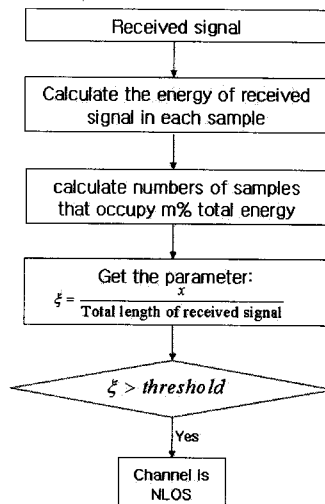 Received signal
Calculate the energy of received
signal in each sample
calculate numbers of samples
that occupy m% total energy
Get the parameter:
ξ = x / Total length of received signal
ξ > threshold
Yes
Channel is
NLOS